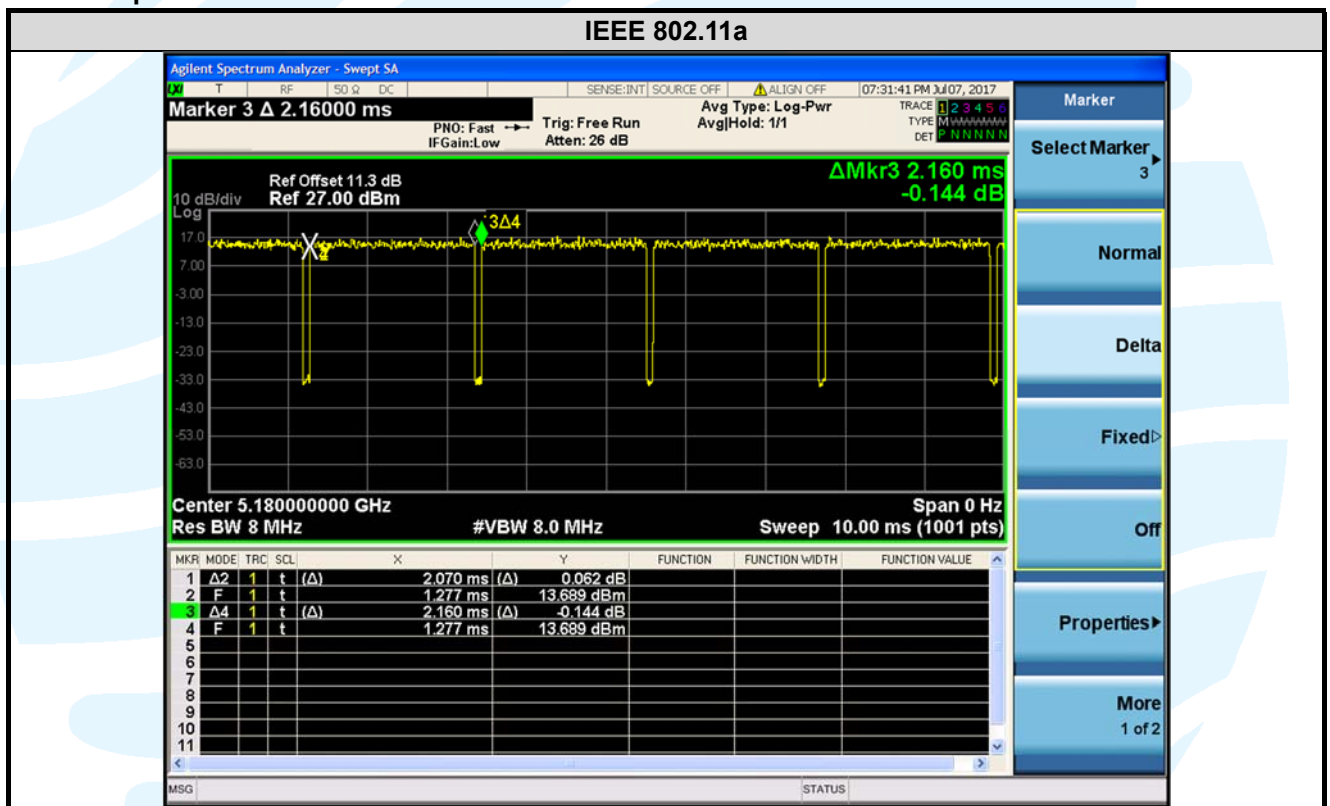 IEEE 802.11a
Agilent Spectrum Analyzer - Swept SA
LXI T RF 50 Ω DC SENSE:INT SOURCE OFF ALIGN OFF 07:31:41 PM Jul 07, 2017
Marker 3 Δ 2.16000 ms
PNO: Fast
IFGain:Low
Trig: Free Run
Atten: 26 dB
Avg Type: Log-Pwr
Avg|Hold: 1/1
TRACE 1 2 3 4 5 6
TYPE M
DET P N N N N N
ΔMkr3 2.160 ms
-0.144 dB
Ref Offset 11.3 dB
10 dB/div Ref 27.00 dBm
Log
3Δ4
17.0
7.00
-3.00
-13.0
-23.0
-33.0
-43.0
-53.0
-63.0
Center 5.180000000 GHz Span 0 Hz
Res BW 8 MHz #VBW 8.0 MHz Sweep 10.00 ms (1001 pts)
MKR MODE TRC SCL X Y FUNCTION FUNCTION WIDTH FUNCTION VALUE
1 Δ2 1 t (Δ) 2.070 ms (Δ) 0.062 dB
2 F 1 t 1.277 ms 13.689 dBm
3 Δ4 1 t (Δ) 2.160 ms (Δ) -0.144 dB
4 F 1 t 1.277 ms 13.689 dBm
5
6
7
8
9
10
11
MSG STATUS
Marker
Select Marker
3
Normal
Delta
Fixed
Off
Properties
More
1 of 2